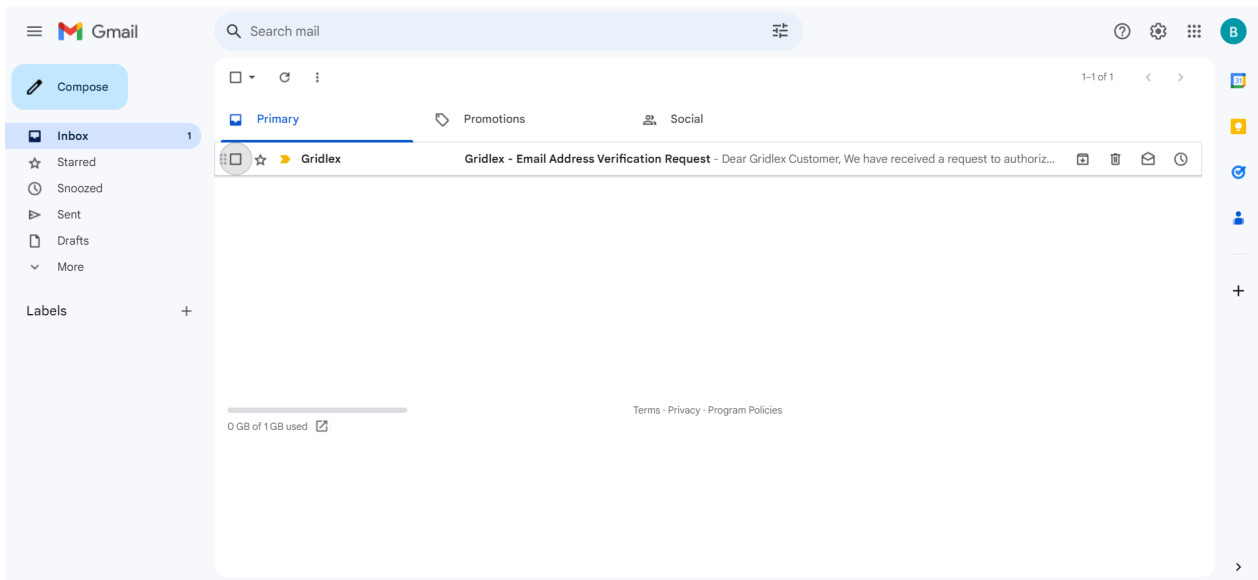 Gmail
Search mail
B
Compose
1–1 of 1
31
Primary
Promotions
Social
Inbox 1
Gridlex Gridlex - Email Address Verification Request - Dear Gridlex Customer, We have received a request to authoriz...
Starred
Snoozed
Sent
Drafts
More
Labels
Terms · Privacy · Program Policies
0 GB of 1 GB used